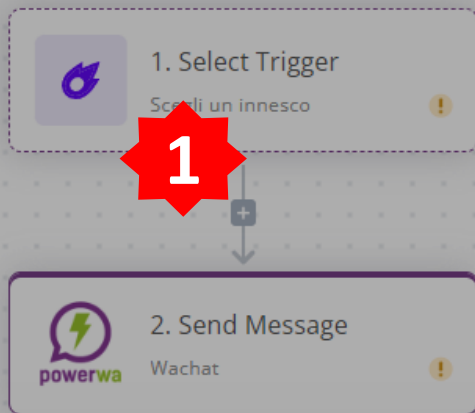 1. Select Trigger
Scegli un innesco
!
1
+
2. Send Message
powerwa
Wachat
!